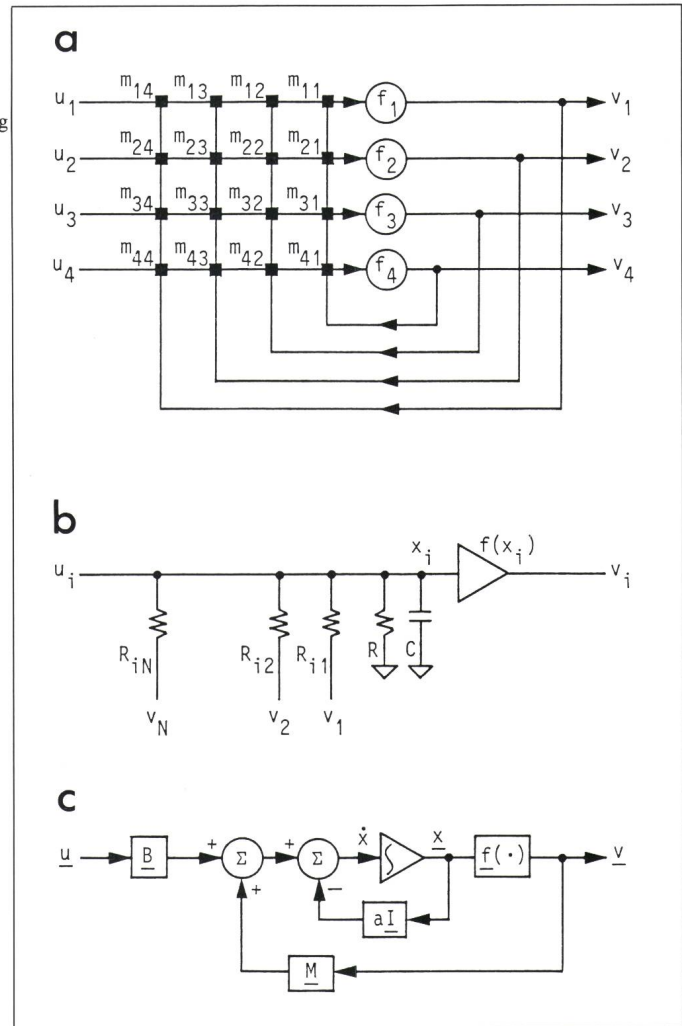 a
m14 m13 m12 m11
u1 f1 v1
g
m24 m23 m22 m21
u2 f2 v2
m34 m33 m32 m31
u3 f3 v3
m44 m43 m42 m41
u4 f4 v4
b
xi f(xi)
ui vi
RiN Ri2 Ri1 R C
vN v2 v1
c
u B + Σ + Σ ẋ ∫ x f(·) v
+ −
aI
M